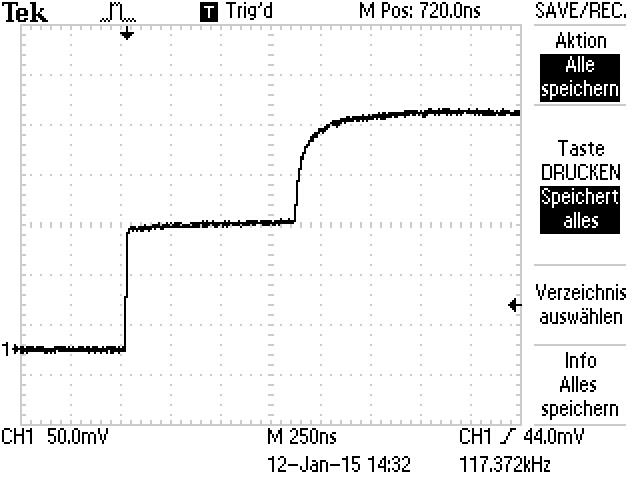 Tek T Trig'd M Pos: 720.0ns SAVE/REC.
Aktion
Alle
speichern
Taste
DRUCKEN
Speichert
alles
Verzeichnis
auswählen
1
Info
Alles
speichern
CH1 50.0mV M 250ns CH1 44.0mV
12-Jan-15 14:32 117.372kHz